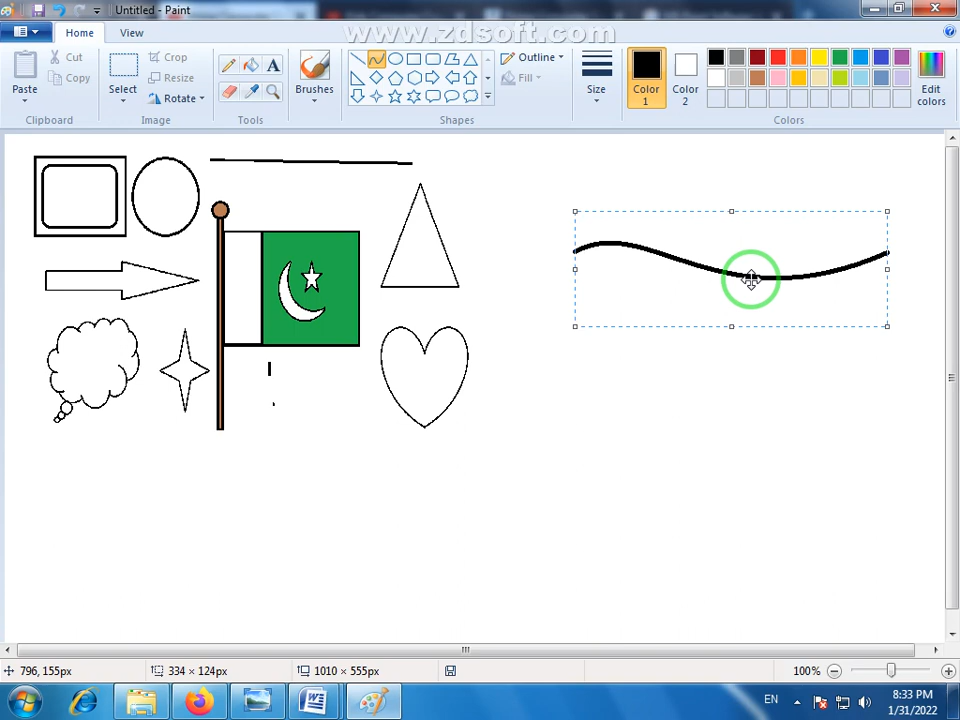 Untitled - Paint
www.zdsoft.com
Home
View
Paste
Cut
Copy
Clipboard
Select
Crop
Resize
Rotate
Image
A
Tools
Brushes
Outline
Fill
Shapes
Size
Color
1
Color
2
Edit
colors
Colors
796, 155px
334 × 124px
1010 × 555px
100%
EN
8:33 PM
1/31/2022